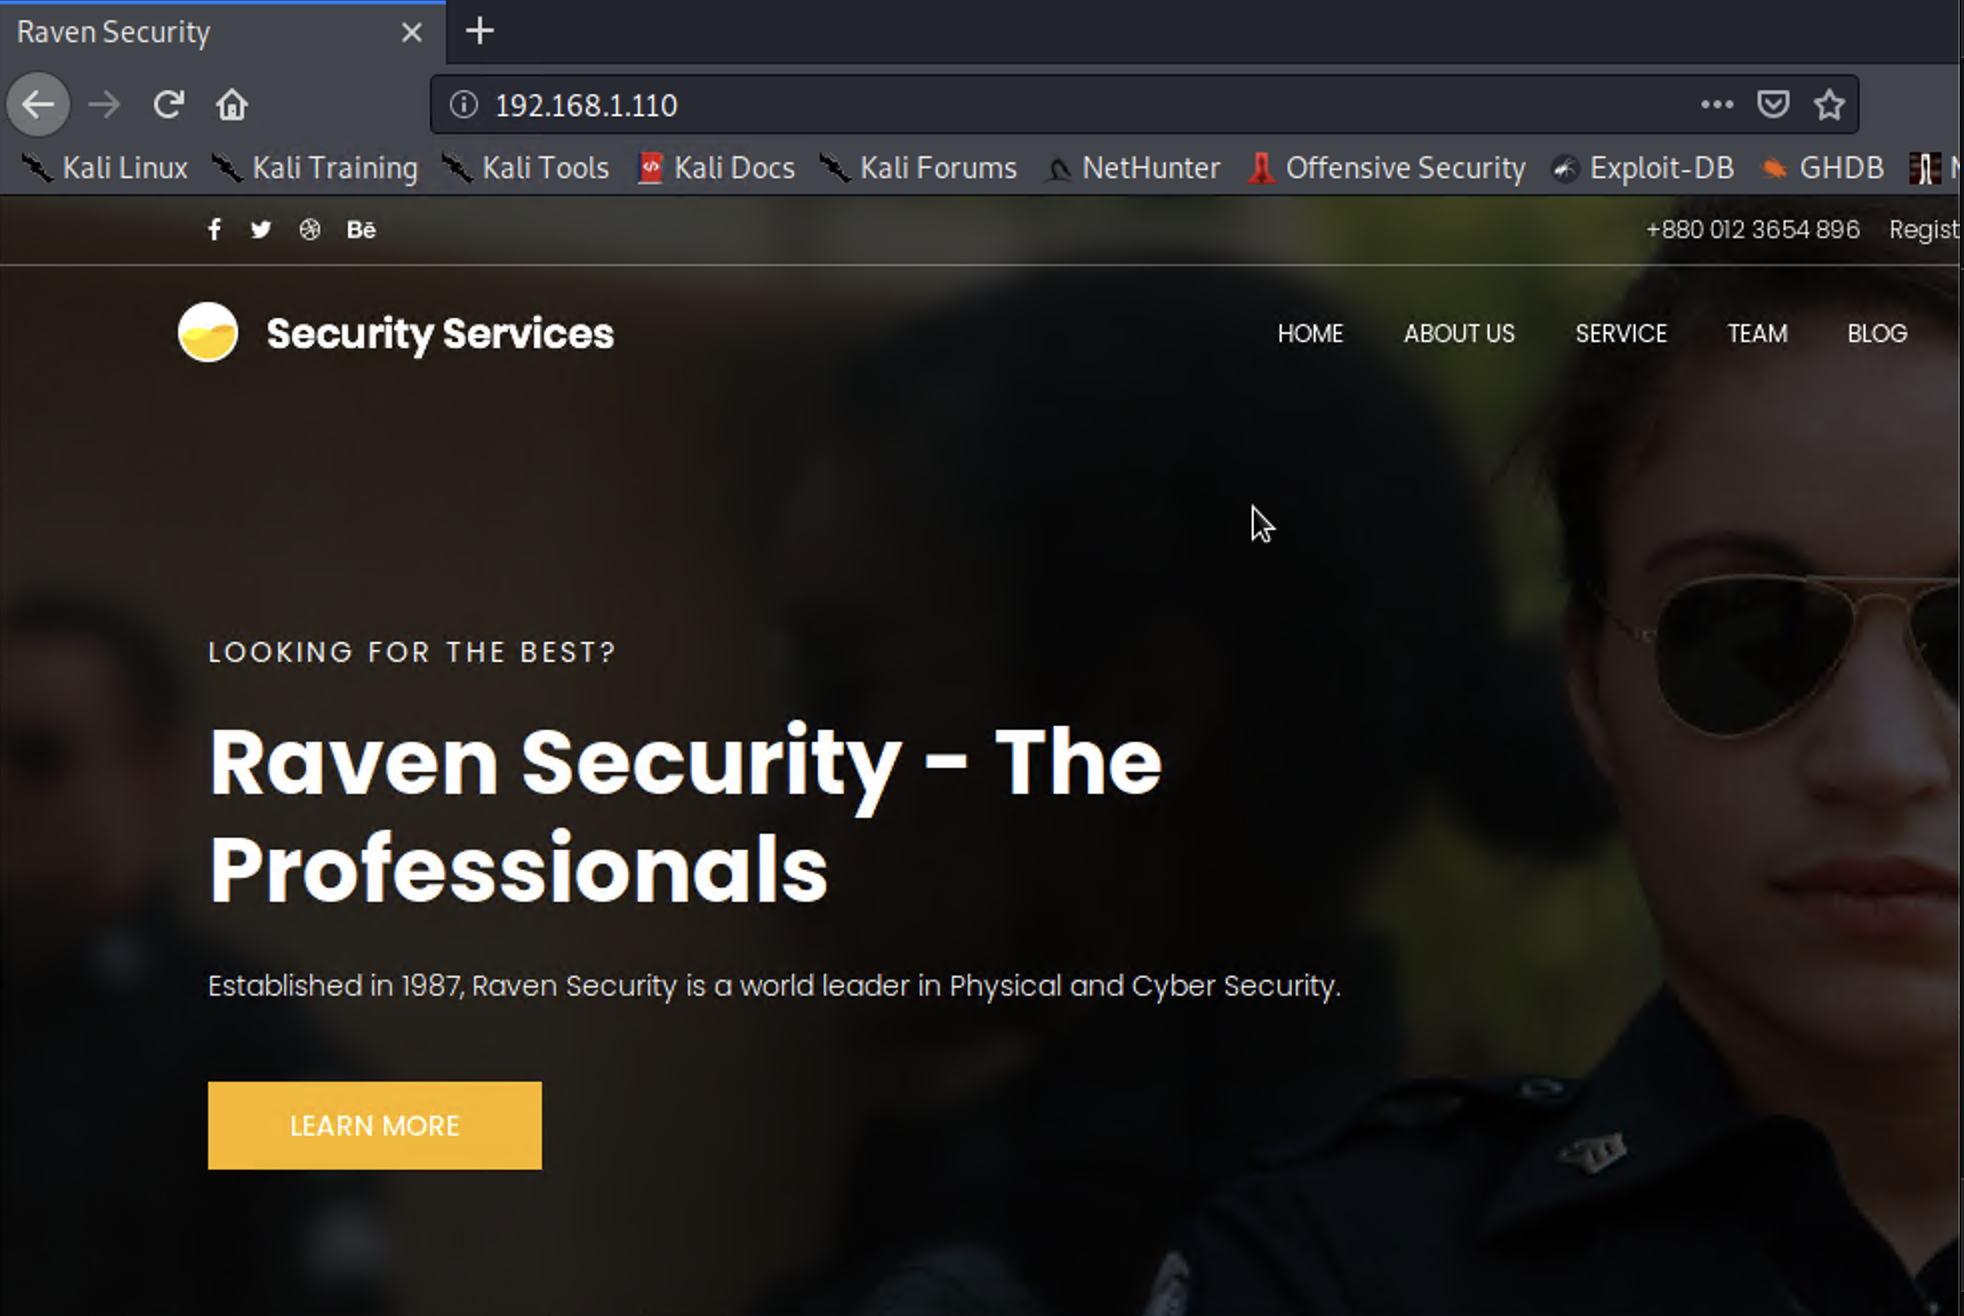 Raven Security
192.168.1.110
Kali Linux Kali Training Kali Tools Kali Docs Kali Forums NetHunter Offensive Security Exploit-DB GHDB
Bē +880 012 3654 896 Regist
Security Services HOME ABOUT US SERVICE TEAM BLOG
LOOKING FOR THE BEST?
Raven Security - The
Professionals
Established in 1987, Raven Security is a world leader in Physical and Cyber Security.
LEARN MORE